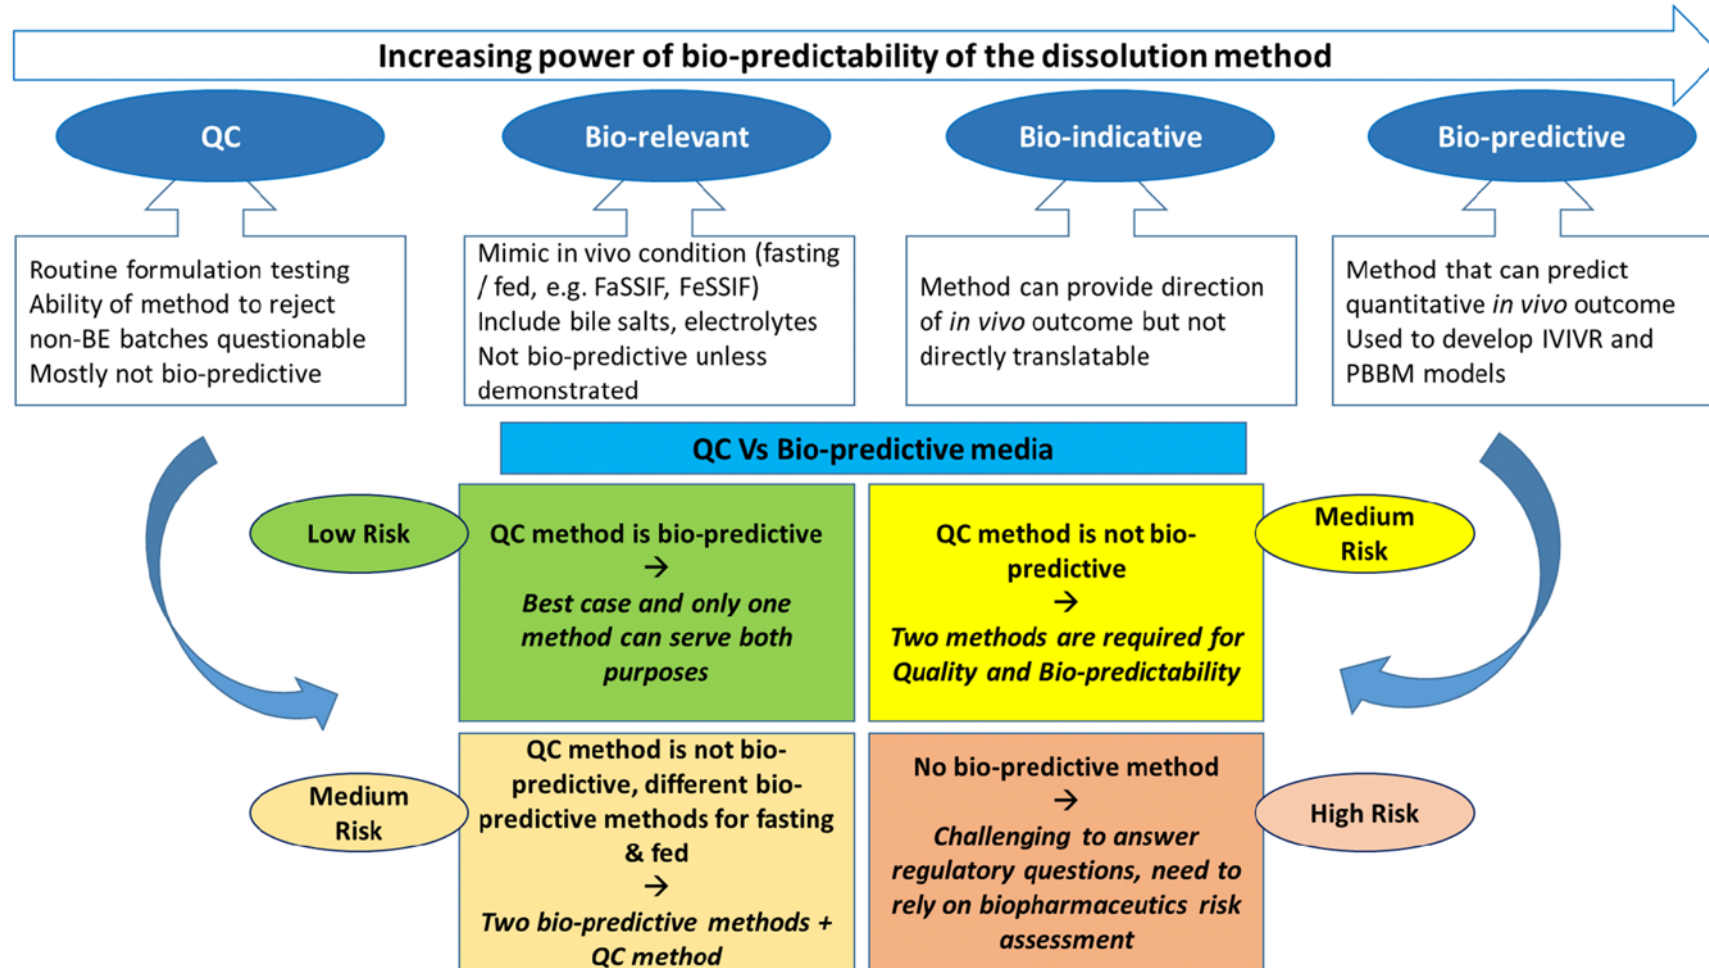 Increasing power of bio-predictability of the dissolution method
QC
Bio-relevant
Bio-indicative
Bio-predictive
Routine formulation testing
Ability of method to reject
non-BE batches questionable
Mostly not bio-predictive
Mimic in vivo condition (fasting
/ fed, e.g. FaSSIF, FeSSIF)
Include bile salts, electrolytes
Not bio-predictive unless
demonstrated
Method can provide direction
of in vivo outcome but not
directly translatable
Method that can predict
quantitative in vivo outcome
Used to develop IVIVR and
PBBM models
QC Vs Bio-predictive media
Low Risk
QC method is bio-predictive
→
Best case and only one
method can serve both
purposes
QC method is not bio-
predictive
→
Two methods are required for
Quality and Bio-predictability
Medium
Risk
Medium
Risk
QC method is not bio-
predictive, different bio-
predictive methods for fasting
& fed
→
Two bio-predictive methods +
QC method
No bio-predictive method
→
Challenging to answer
regulatory questions, need to
rely on biopharmaceutics risk
assessment
High Risk